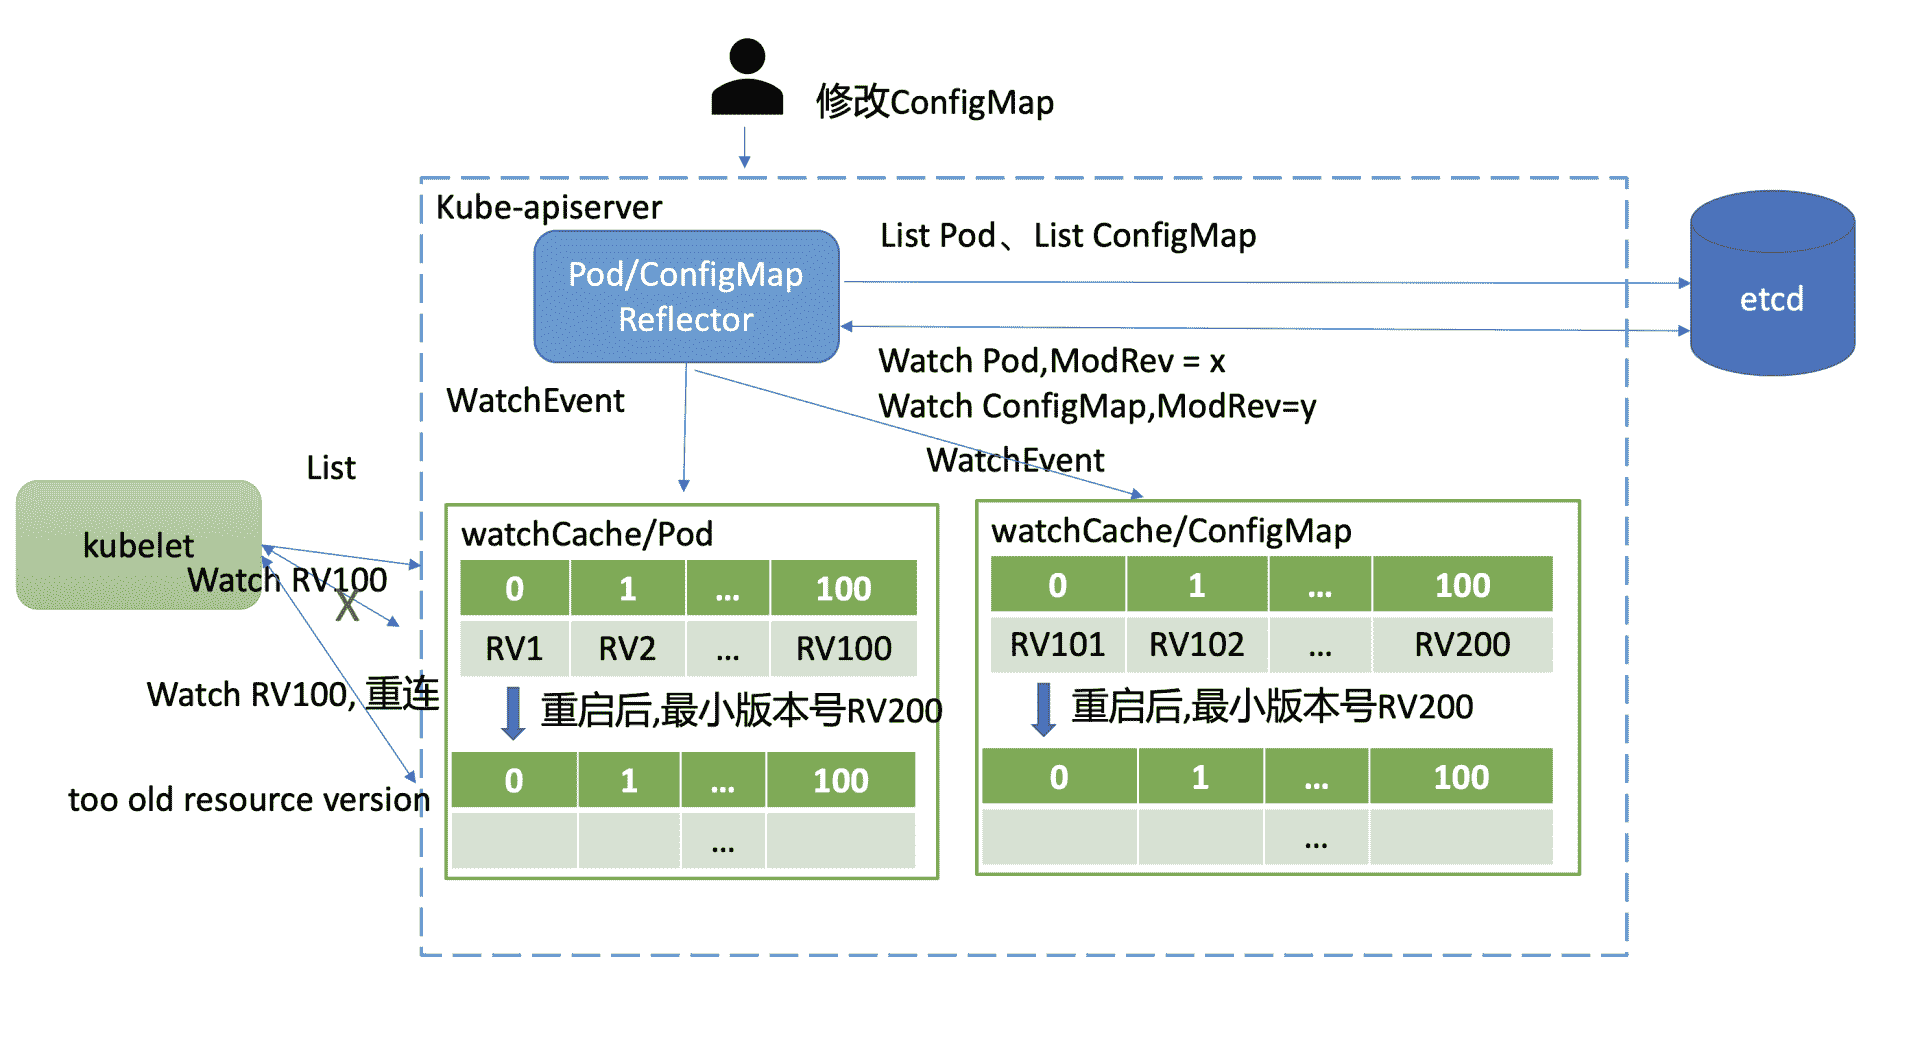 修改ConfigMap
Kube-apiserver
List Pod、List ConfigMap
Pod/ConfigMap
Reflector
etcd
Watch Pod,ModRev = x
Watch ConfigMap,ModRev=y
WatchEvent
WatchEvent
List
kubelet
Watch RV100
X
Watch RV100, 重连
too old resource version
watchCache/Pod
0 1 ... 100
RV1 RV2 ... RV100
重启后,最小版本号RV200
0 1 ... 100
...
watchCache/ConfigMap
0 1 ... 100
RV101 RV102 ... RV200
重启后,最小版本号RV200
0 1 ... 100
...